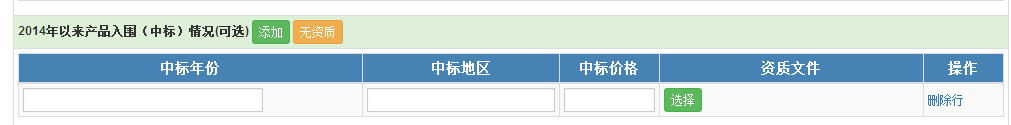 2014年以来产品入围（中标）情况(可选) 添加 无资质
中标年份 中标地区 中标价格 资质文件 操作
选择 删除行